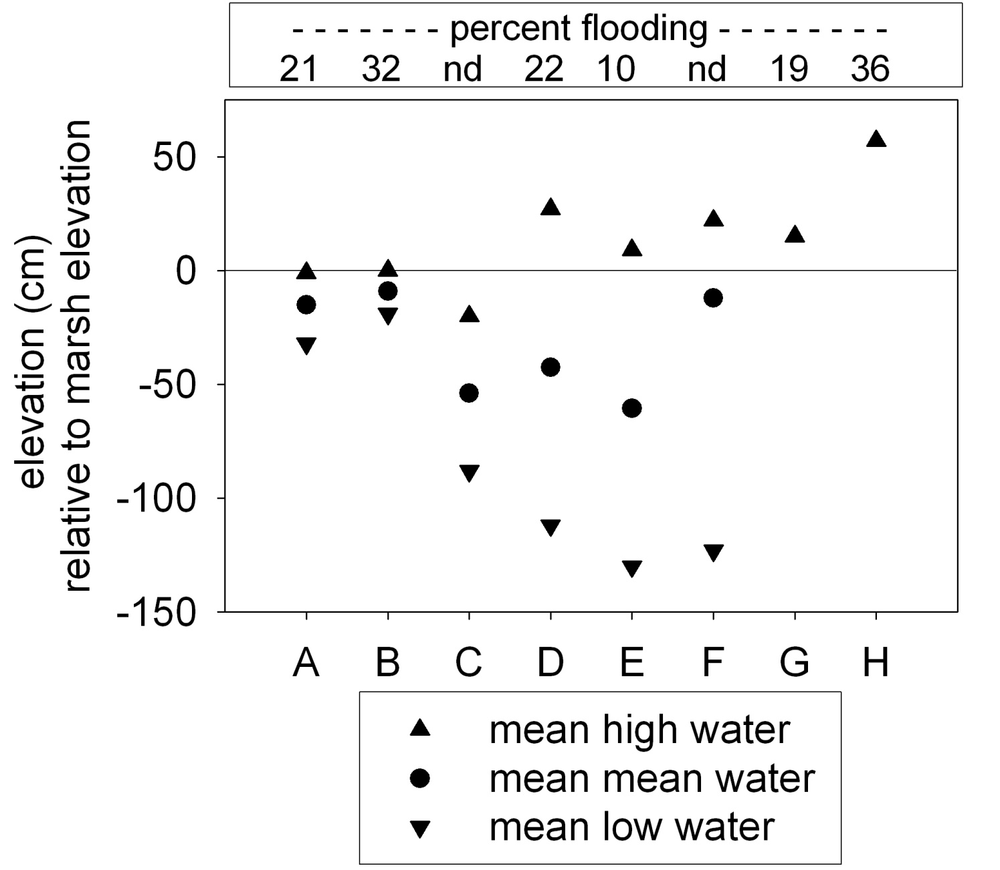 - - - - - - - percent flooding - - - - - - - -
21 32 nd 22 10 nd 19 36
elevation (cm)
relative to marsh elevation
50
0
-50
-100
-150
A B C D E F G H
mean high water
mean mean water
mean low water